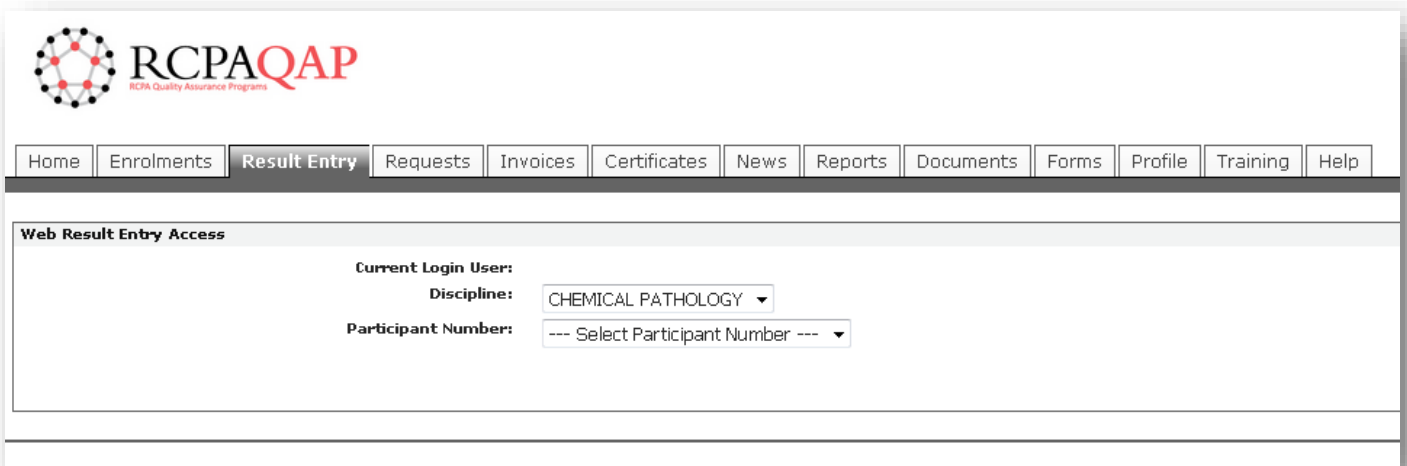 RCPAQAP
RCPA Quality Assurance Programs
Home Enrolments Result Entry Requests Invoices Certificates News Reports Documents Forms Profile Training Help
Web Result Entry Access
Current Login User:
Discipline: CHEMICAL PATHOLOGY
Participant Number: --- Select Participant Number ---